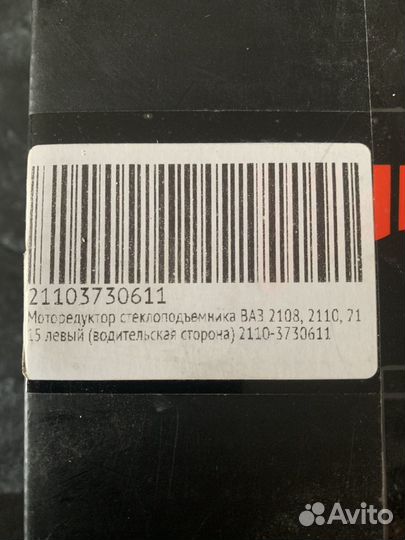 21103730611
Моторедуктор стеклоподъемника ВАЗ 2108, 2110, 21
15 левый (водительская сторона) 2110-3730611
Avito